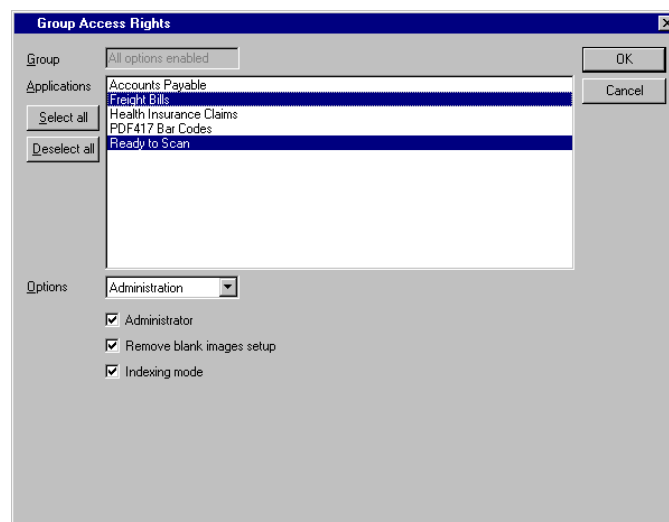 Group Access Rights
Group
All options enabled
OK
Applications
Accounts Payable
Cancel
Freight Bills
Select all
Health Insurance Claims
PDF417 Bar Codes
Deselect all
Ready to Scan
Options
Administration
Administrator
Remove blank images setup
Indexing mode